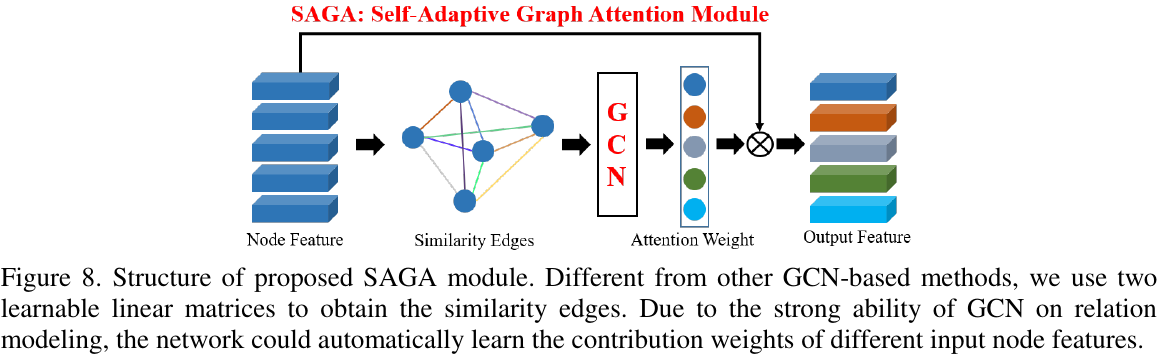 SAGA: Self-Adaptive Graph Attention Module
G
C
N
Node Feature
Similarity Edges
Attention Weight
Output Feature
Figure 8. Structure of proposed SAGA module. Different from other GCN-based methods, we use two
learnable linear matrices to obtain the similarity edges. Due to the strong ability of GCN on relation
modeling, the network could automatically learn the contribution weights of different input node features.